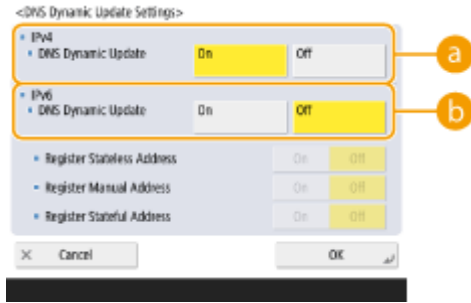 <DNS Dynamic Update Settings>
▪ IPv4
▪ DNS Dynamic Update On Off
a
▪ IPv6
▪ DNS Dynamic Update On Off
b
▪ Register Stateless Address On Off
▪ Register Manual Address On Off
▪ Register Stateful Address On Off
× Cancel OK